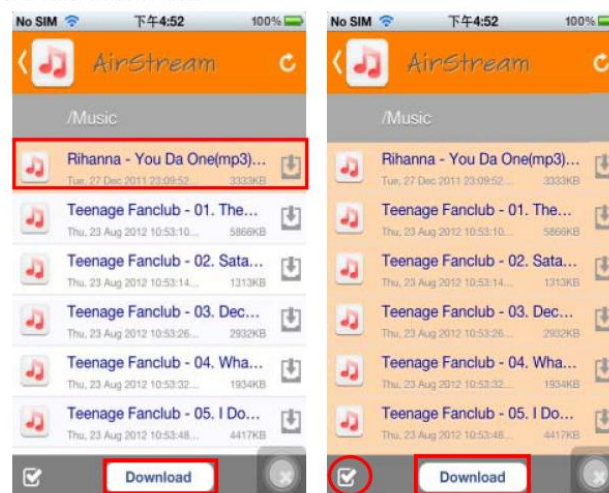 No SIM 下午4:52 100%
AirStream
/Music
Rihanna - You Da One(mp3)...
Tue, 27 Dec 2011 23:09:52... 3333KB
Teenage Fanclub - 01. The...
Thu, 23 Aug 2012 10:53:10... 5866KB
Teenage Fanclub - 02. Sata...
Thu, 23 Aug 2012 10:53:14... 1313KB
Teenage Fanclub - 03. Dec...
Thu, 23 Aug 2012 10:53:26... 2932KB
Teenage Fanclub - 04. Wha...
Thu, 23 Aug 2012 10:53:32... 1934KB
Teenage Fanclub - 05. I Do...
Thu, 23 Aug 2012 10:53:48... 4417KB
Download
No SIM 下午4:52 100%
AirStream
/Music
Rihanna - You Da One(mp3)...
Tue, 27 Dec 2011 23:09:52... 3333KB
Teenage Fanclub - 01. The...
Thu, 23 Aug 2012 10:53:10... 5866KB
Teenage Fanclub - 02. Sata...
Thu, 23 Aug 2012 10:53:14... 1313KB
Teenage Fanclub - 03. Dec...
Thu, 23 Aug 2012 10:53:26... 2932KB
Teenage Fanclub - 04. Wha...
Thu, 23 Aug 2012 10:53:32... 1934KB
Teenage Fanclub - 05. I Do...
Thu, 23 Aug 2012 10:53:48... 4417KB
Download